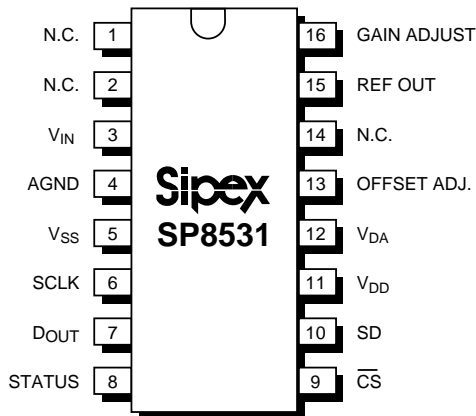 N.C. 1 16 GAIN ADJUST
N.C. 2 15 REF OUT
VIN 3 14 N.C.
AGND 4 Sipex 13 OFFSET ADJ.
VSS 5 SP8531 12 VDA
SCLK 6 11 VDD
DOUT 7 10 SD
STATUS 8 9 C̅S̅